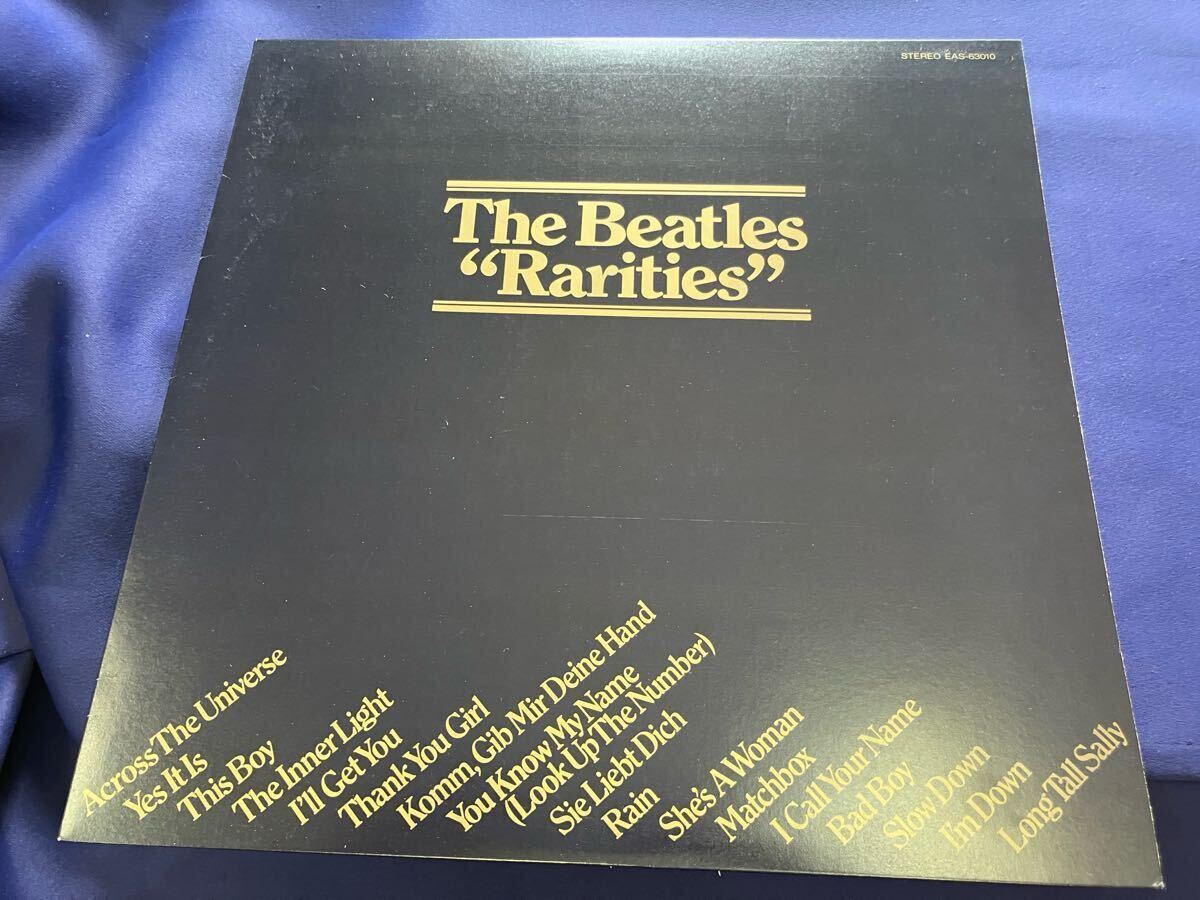 STEREO EAS-63010
The Beatles
“Rarities”
Across The Universe
Yes It Is
This Boy
The Inner Light
I'll Get You
Thank You Girl
Komm, Gib Mir Deine Hand
You Know My Name
(Look Up The Number)
Sie Liebt Dich
Rain
She's A Woman
Matchbox
I Call Your Name
Bad Boy
Slow Down
I'm Down
Long Tall Sally